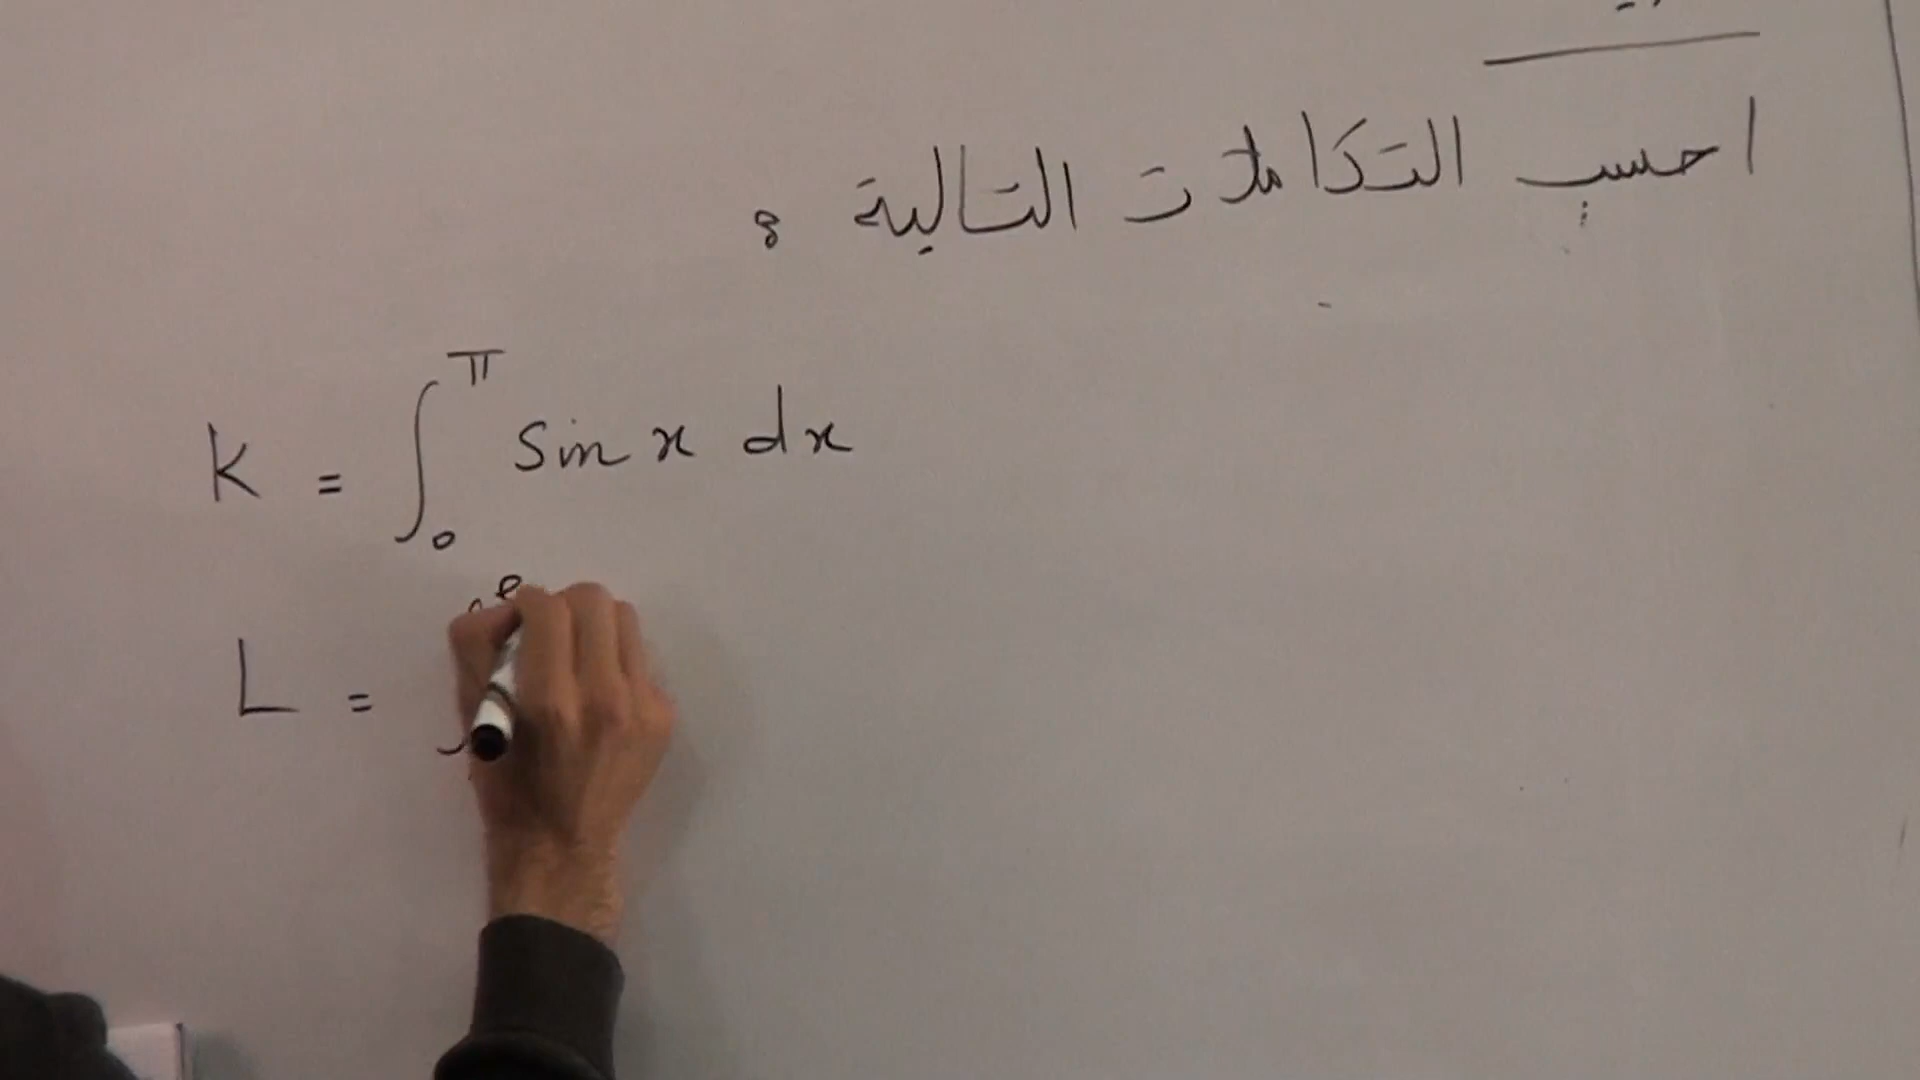 احسب التكاملات التالية :
K = ∫₀^π sin x dx
L = ∫^e